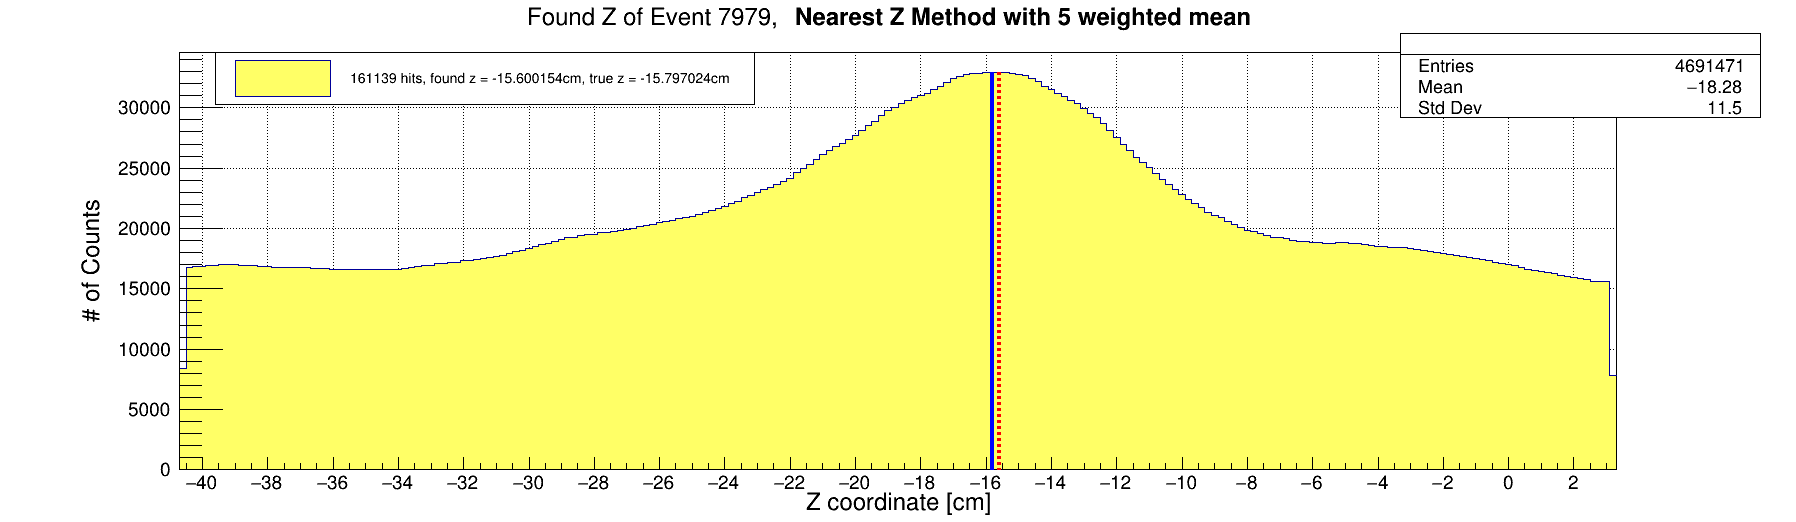 Found Z of Event 7979, Nearest Z Method with 5 weighted mean
161139 hits, found z = -15.600154cm, true z = -15.797024cm
Entries 4691471
Mean −18.28
Std Dev 11.5
# of Counts
30000
25000
20000
15000
10000
5000
0
−40 −38 −36 −34 −32 −30 −28 −26 −24 −22 −20 −18 −16 −14 −12 −10 −8 −6 −4 −2 0 2
Z coordinate [cm]